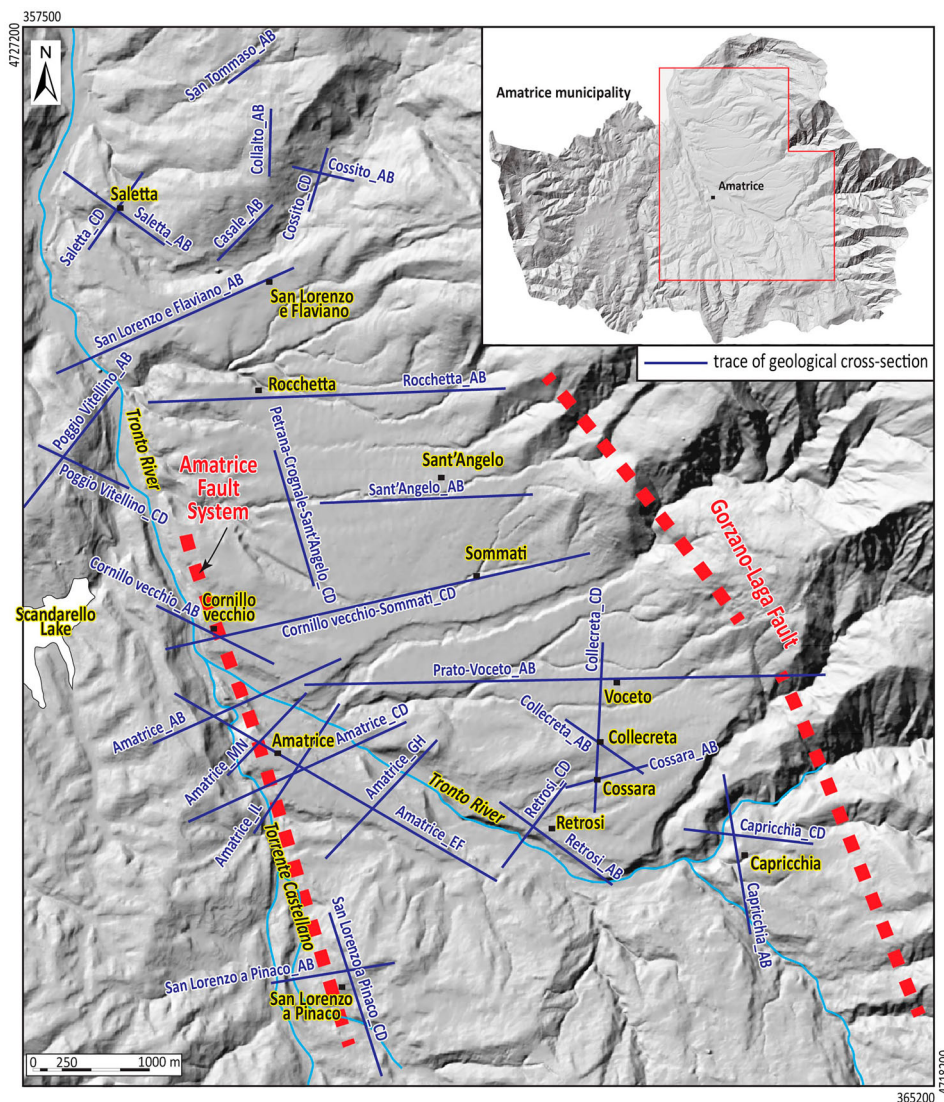 357500
4727200
N
San Tommaso_AB
Collalto_AB
Cossito_AB
Cossito_CD
Casale_AB
Saletta
Saletta_CD
Saletta_AB
San Lorenzo e Flaviano_AB
San Lorenzo
e Flaviano
Amatrice municipality
Amatrice
trace of geological cross-section
Rocchetta
Rocchetta_AB
Poggio Vitellino_AB
Poggio Vitellino_CD
Tronto River
Amatrice
Fault
System
Petrana-Crognale-Sant'Angelo_CD
Sant'Angelo
Sant'Angelo_AB
Sommati
Gorzano-Laga Fault
Scandarello
Lake
Cornillo vecchio_AB
Cornillo
vecchio
Cornillo vecchio-Sommati_CD
Collecreta_CD
Prato-Voceto_AB
Voceto
Amatrice_AB
Amatrice_MN
Amatrice
Amatrice_CD
Amatrice_GH
Amatrice_IL
Amatrice_EF
Collecreta_AB
Collecreta
Cossara_AB
Cossara
Tronto River
Retrosi_CD
Retrosi
Retrosi_AB
Capricchia_CD
Capricchia
Capricchia_AB
Torrente Castellano
San Lorenzo a Pinaco_AB
San Lorenzoia Pinaco_CD
San Lorenzo
a Pinaco
0 250 1000 m
4718200
365200